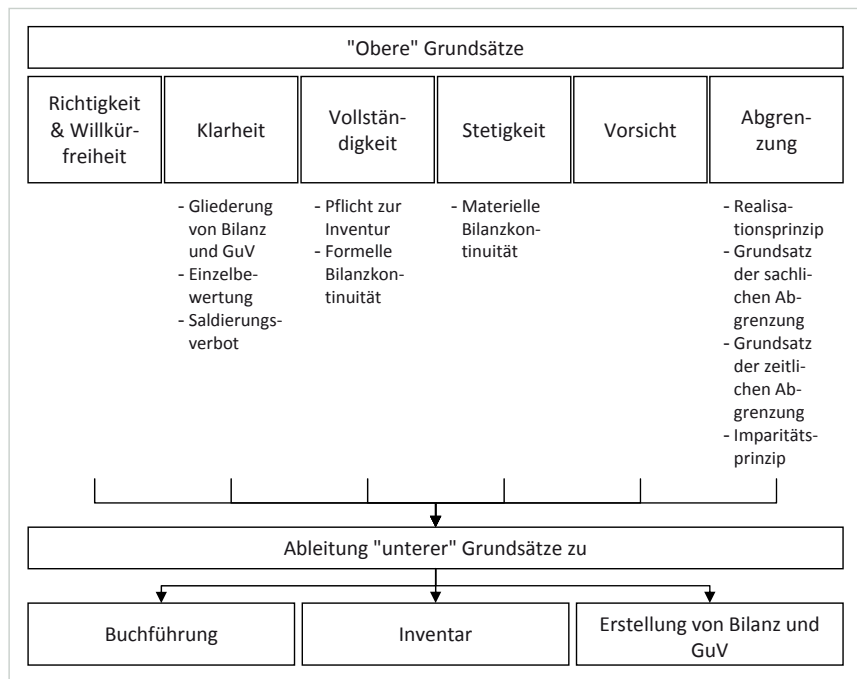 "Obere" Grundsätze
Richtigkeit
& Willkür-
freiheit
Klarheit
Vollstän-
digkeit
Stetigkeit
Vorsicht
Abgren-
zung
- Gliederung
von Bilanz
und GuV
- Einzelbe-
wertung
- Saldierungs-
verbot
- Pflicht zur
Inventur
- Formelle
Bilanzkon-
tinuität
- Materielle
Bilanzkon-
tinuität
- Realisa-
tionsprinzip
- Grundsatz
der sachli-
chen Ab-
grenzung
- Grundsatz
der zeitli-
chen Ab-
grenzung
- Imparitäts-
prinzip
Ableitung "unterer" Grundsätze zu
Buchführung
Inventar
Erstellung von Bilanz und
GuV